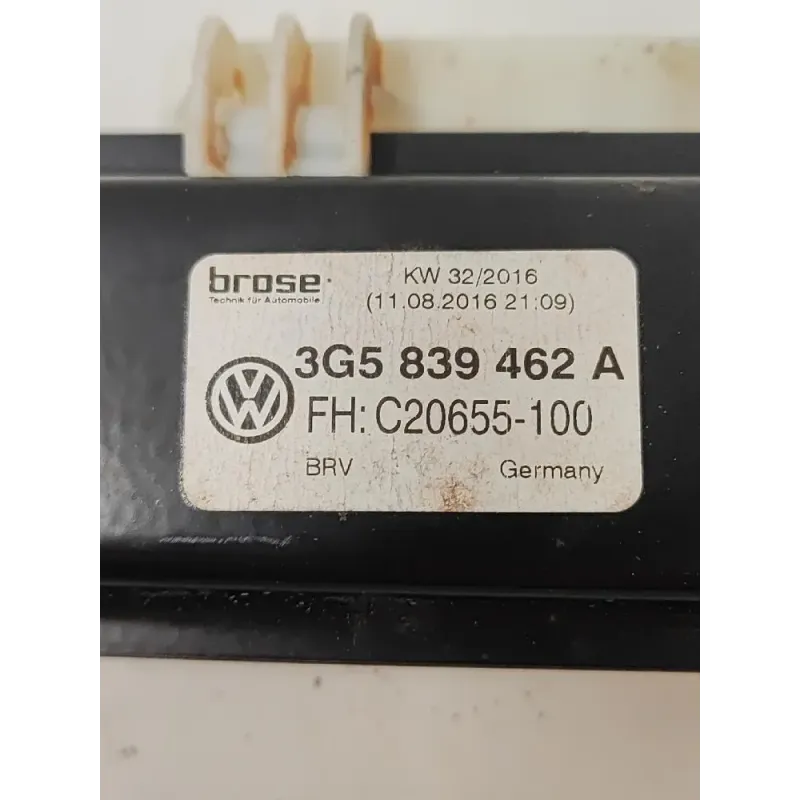 brose
Technik für Automobile
KW 32/2016
(11.08.2016 21:09)
3G5 839 462 A
FH: C20655-100
BRV Germany